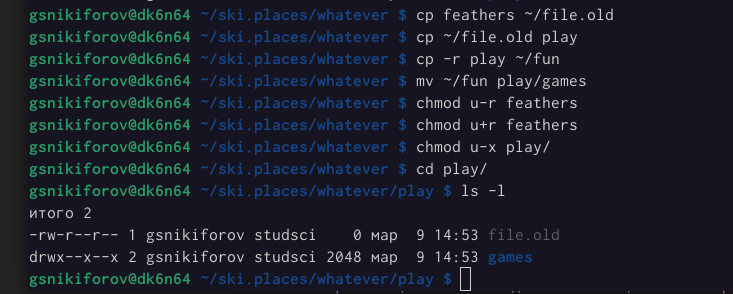 gsnikiforov@dk6n64 ~/ski.places/whatever $ cp feathers ~/file.old
gsnikiforov@dk6n64 ~/ski.places/whatever $ cp ~/file.old play
gsnikiforov@dk6n64 ~/ski.places/whatever $ cp -r play ~/fun
gsnikiforov@dk6n64 ~/ski.places/whatever $ mv ~/fun play/games
gsnikiforov@dk6n64 ~/ski.places/whatever $ chmod u-r feathers
gsnikiforov@dk6n64 ~/ski.places/whatever $ chmod u+r feathers
gsnikiforov@dk6n64 ~/ski.places/whatever $ chmod u-x play/
gsnikiforov@dk6n64 ~/ski.places/whatever $ cd play/
gsnikiforov@dk6n64 ~/ski.places/whatever/play $ ls -l
итого 2
-rw-r--r-- 1 gsnikiforov studsci    0 мар  9 14:53 file.old
drwx--x--x 2 gsnikiforov studsci 2048 мар  9 14:53 games
gsnikiforov@dk6n64 ~/ski.places/whatever/play $